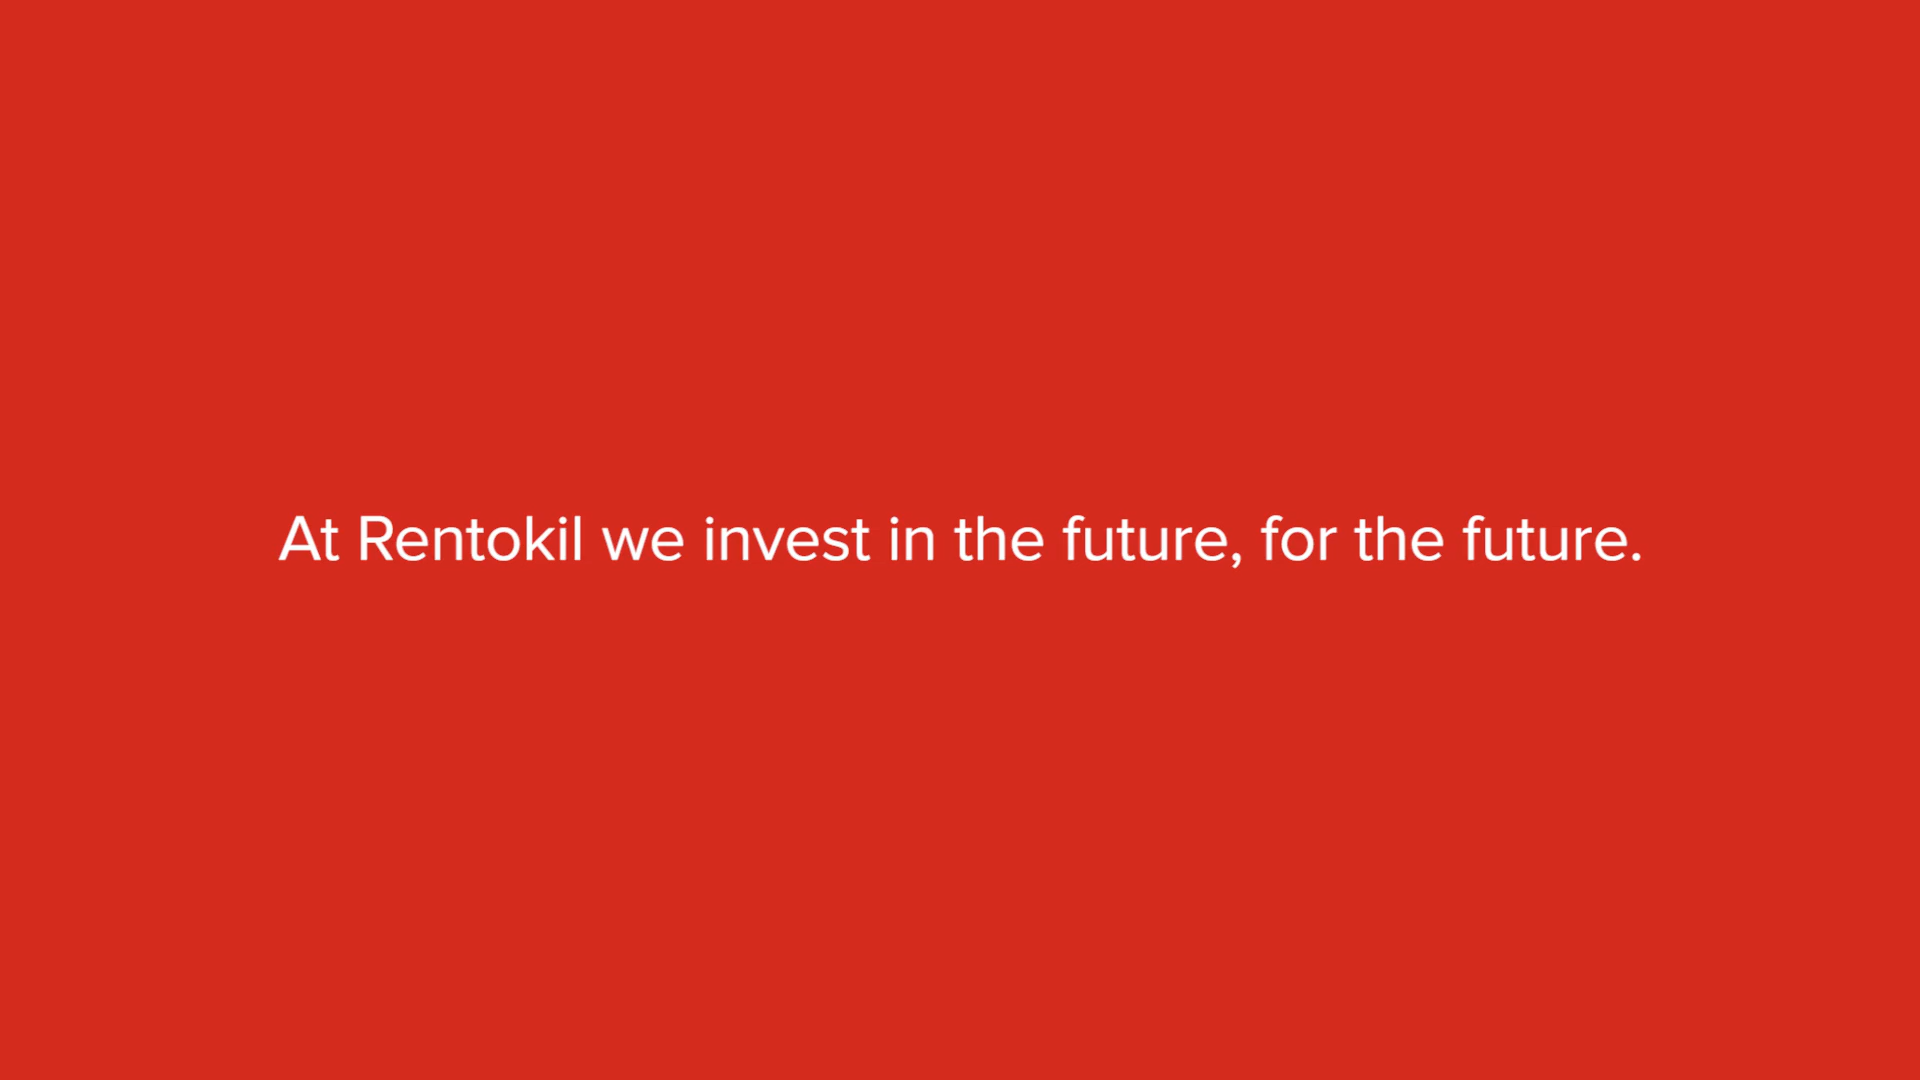 At Rentokil we invest in the future, for the future.